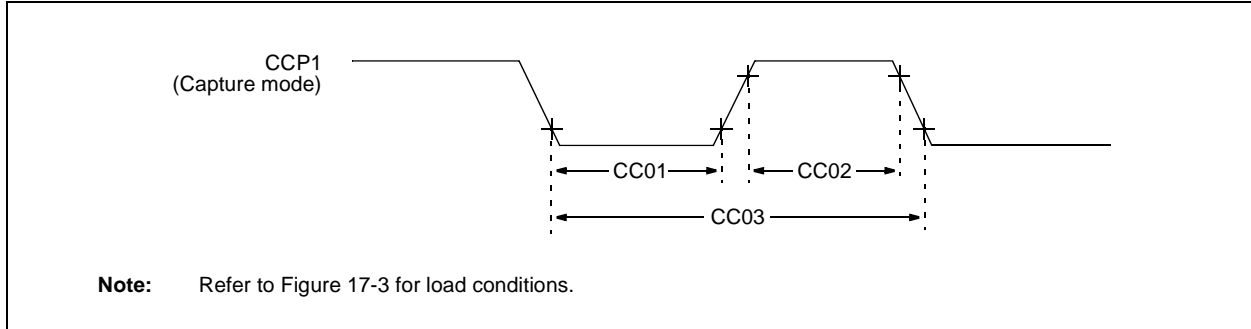 CCP1
(Capture mode)
CC01
CC02
CC03
Note: Refer to Figure 17-3 for load conditions.